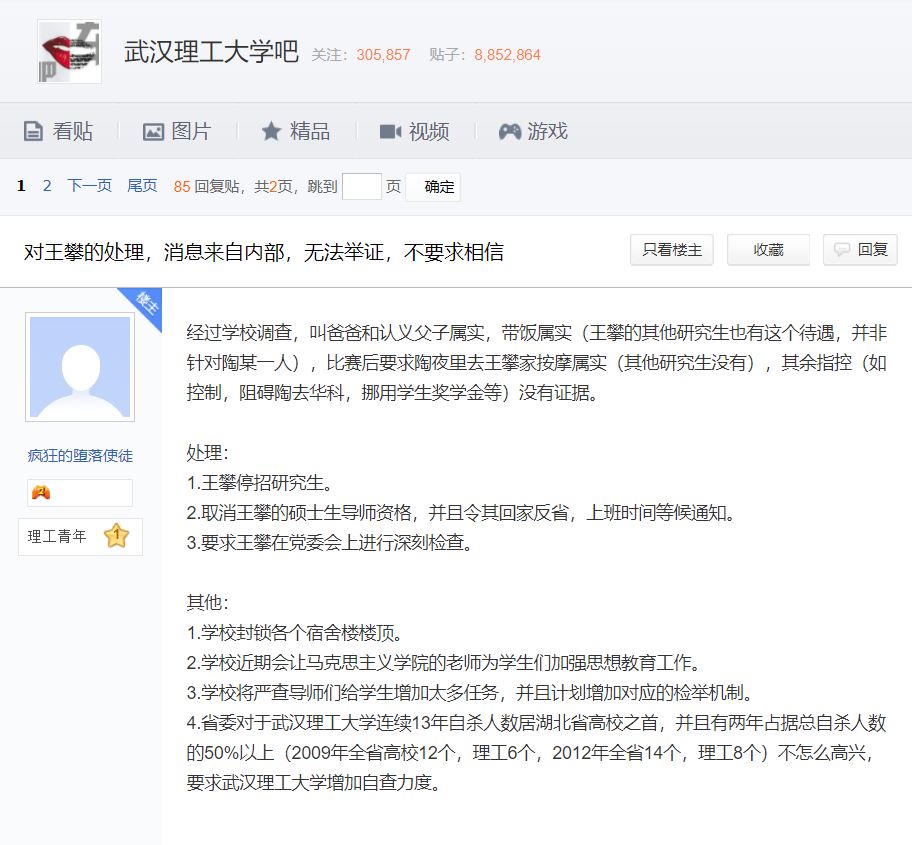 武汉理工大学吧 关注：305,857 贴子：8,852,864
看贴 图片 精品 视频 游戏
1 2 下一页 尾页 85 回复贴，共2页，跳到 页 确定
对王攀的处理，消息来自内部，无法举证，不要求相信 只看楼主 收藏 回复
楼主
经过学校调查，叫爸爸和认义父子属实，带饭属实（王攀的其他研究生也有这个待遇，并非
针对陶某一人），比赛后要求陶夜里去王攀家按摩属实（其他研究生没有），其余指控（如
控制，阻碍陶去华科，挪用学生奖学金等）没有证据。
疯狂的堕落使徒
理工青年 1
处理：
1.王攀停招研究生。
2.取消王攀的硕士生导师资格，并且令其回家反省，上班时间等候通知。
3.要求王攀在党委会上进行深刻检查。
其他：
1.学校封锁各个宿舍楼楼顶。
2.学校近期会让马克思主义学院的老师为学生们加强思想教育工作。
3.学校将严查导师们给学生增加太多任务，并且计划增加对应的检举机制。
4.省委对于武汉理工大学连续13年自杀人数居湖北省高校之首，并且有两年占据总自杀人数
的50%以上（2009年全省高校12个，理工6个，2012年全省14个，理工8个）不怎么高兴，
要求武汉理工大学增加自查力度。